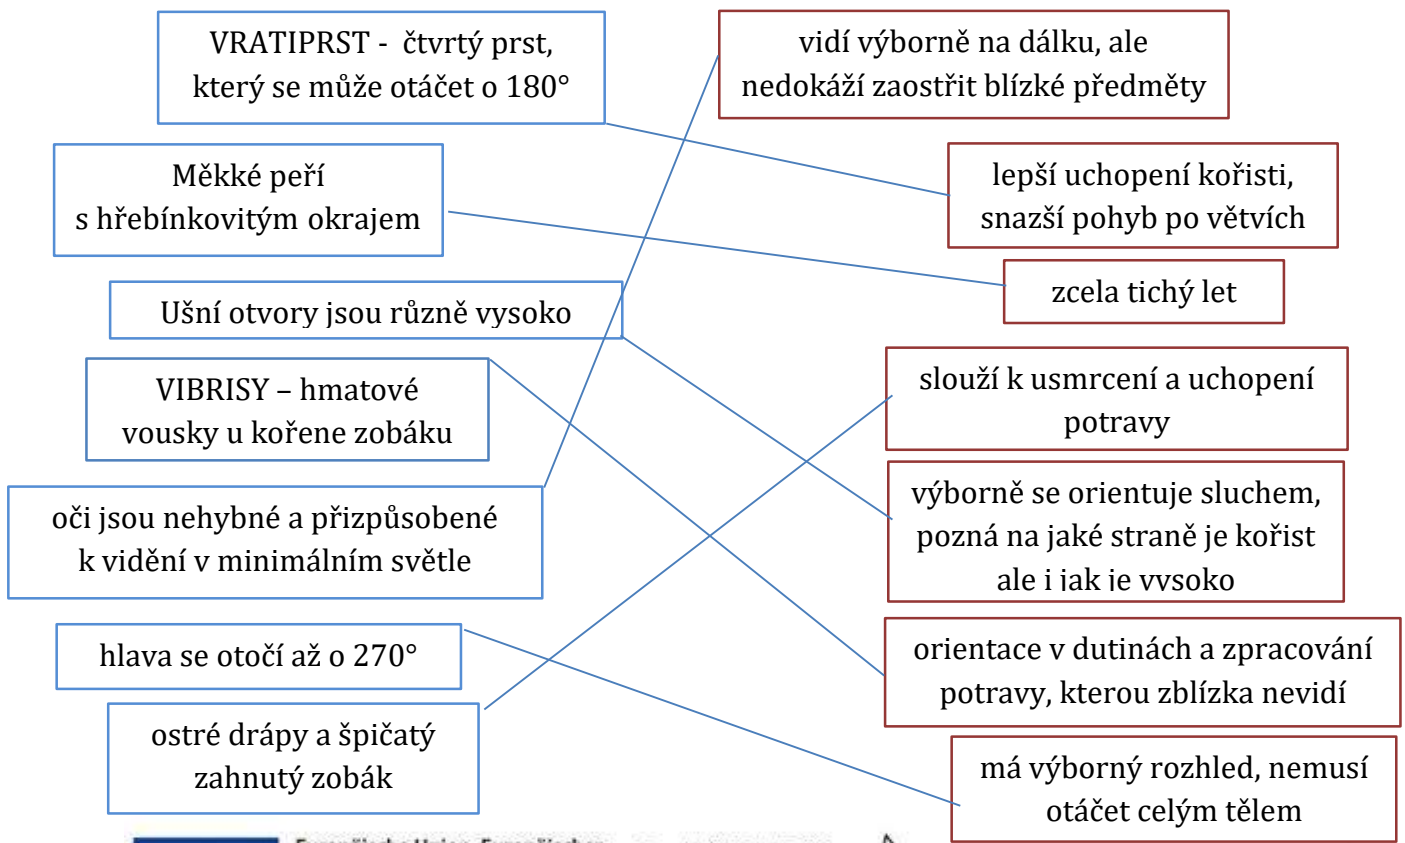 VRATIPRST - čtvrtý prst,
který se může otáčet o 180°
vidí výborně na dálku, ale
nedokáží zaostřit blízké předměty
Měkké peří
s hřebínkovitým okrajem
lepší uchopení kořisti,
snazší pohyb po větvích
zcela tichý let
Ušní otvory jsou různě vysoko
VIBRISY – hmatové
vousky u kořene zobáku
slouží k usmrcení a uchopení
potravy
výborně se orientuje sluchem,
pozná na jaké straně je kořist
ale i jak je vysoko
oči jsou nehybné a přizpůsobené
k vidění v minimálním světle
hlava se otočí až o 270°
orientace v dutinách a zpracování
potravy, kterou zblízka nevidí
ostré drápy a špičatý
zahnutý zobák
má výborný rozhled, nemusí
otáčet celým tělem